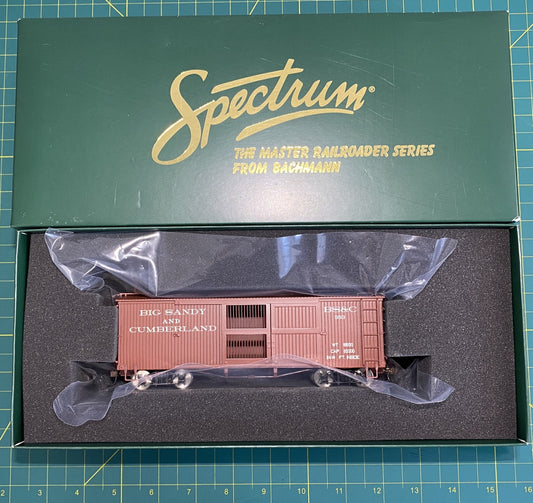 Spectrum®
THE MASTER RAILROADER SERIES
FROM BACHMANN
BIG SANDY
AND
CUMBERLAND
BS&C
1 2 3 4 5 6 7 8 9 10 11 12 13 14 15 16